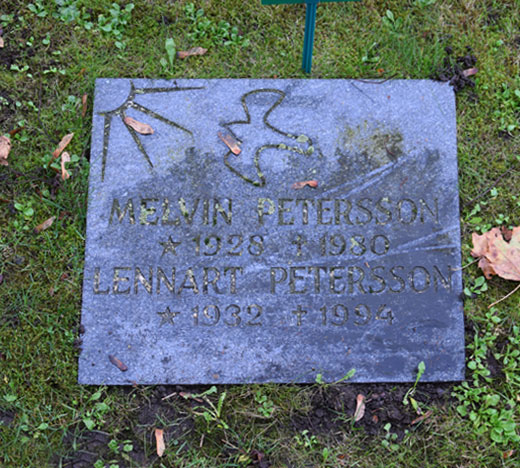 MELVIN PETERSSON
★ 1928 † 1980
LENNART PETERSSON
★ 1932 † 1994